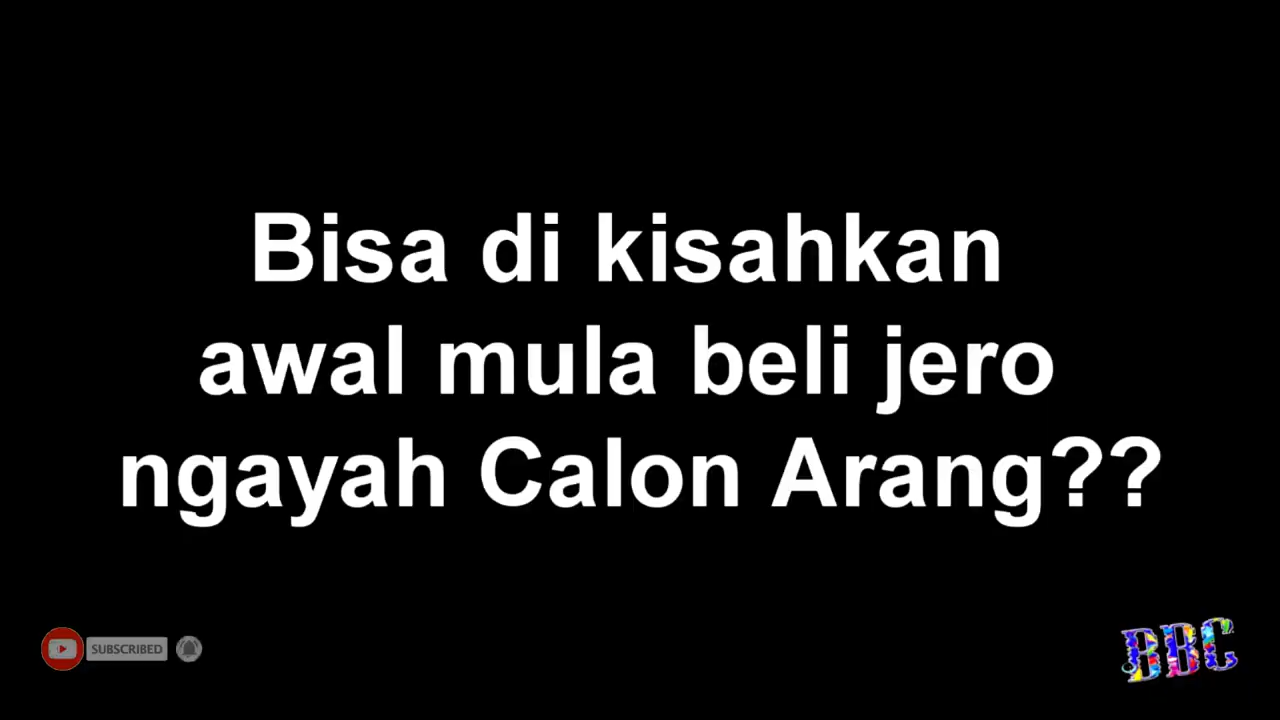 Bisa di kisahkan
awal mula beli jero
ngayah Calon Arang??
SUBSCRIBED
BBC